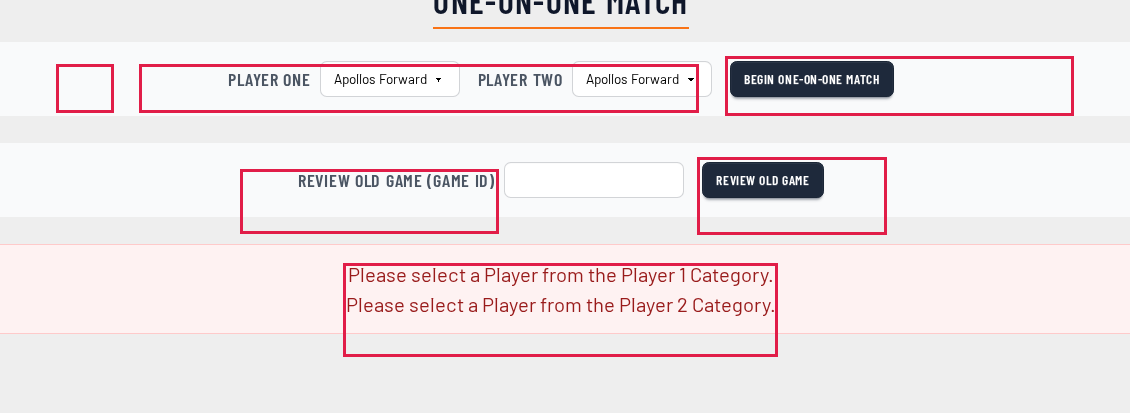 ONE-ON-ONE MATCH
PLAYER ONE Apollos Forward PLAYER TWO Apollos Forward BEGIN ONE-ON-ONE MATCH
REVIEW OLD GAME (GAME ID) REVIEW OLD GAME
Please select a Player from the Player 1 Category.
Please select a Player from the Player 2 Category.